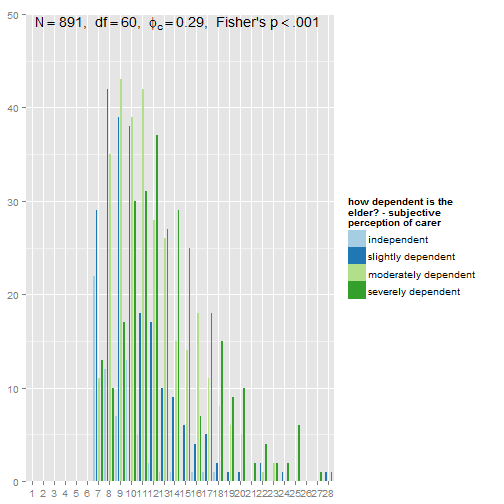 N = 891, df = 60, ϕc = 0.29, Fisher's p < .001
50
40
30
20
10
0
1 2 3 4 5 6 7 8 9 10 11 12 13 14 15 16 17 18 19 20 21 22 23 24 25 26 27 28
how dependent is the
elder? - subjective
perception of carer
independent
slightly dependent
moderately dependent
severely dependent